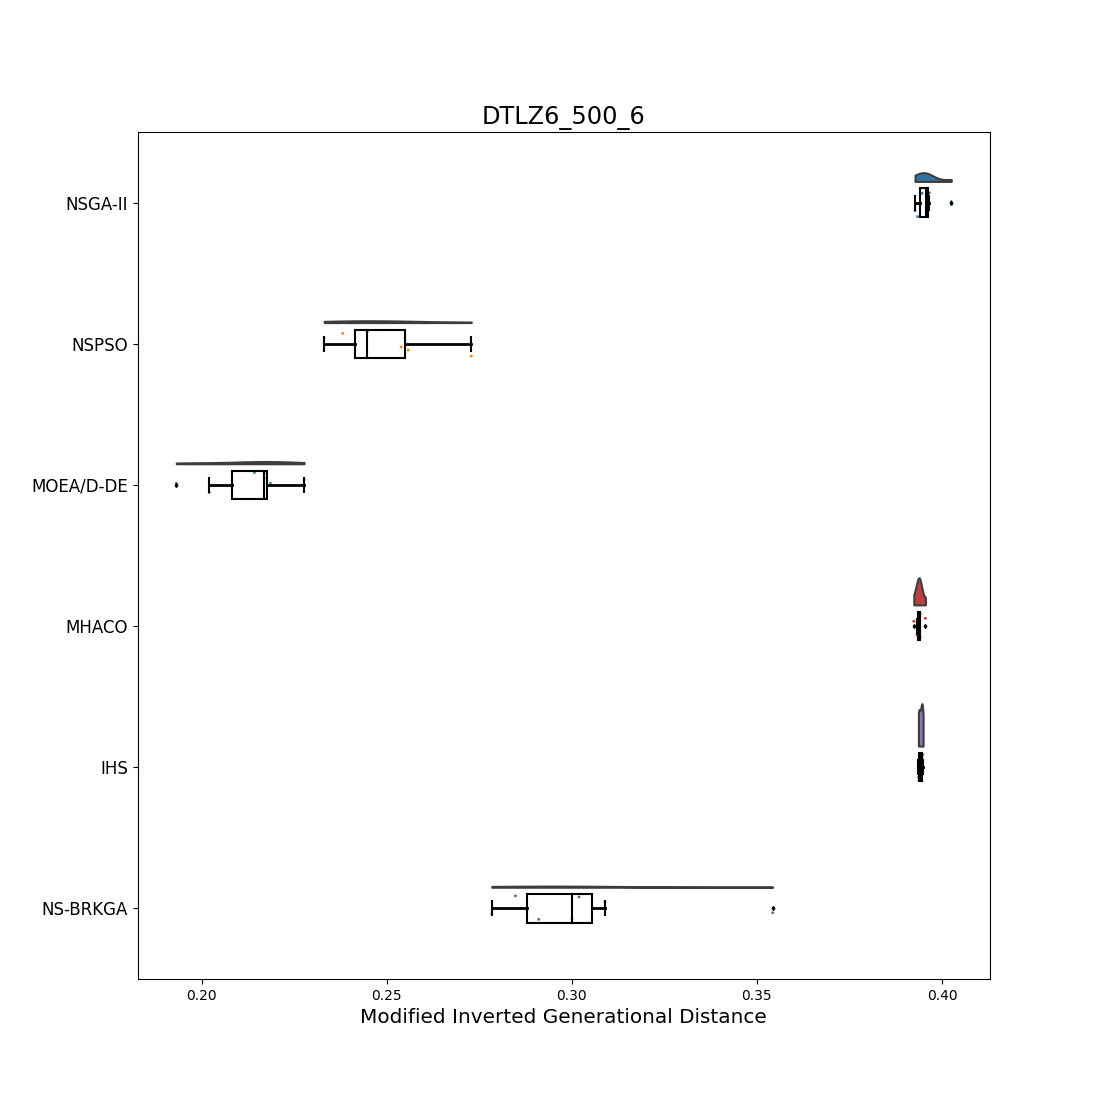 DTLZ6_500_6
NSGA-II
NSPSO
MOEA/D-DE
MHACO
IHS
NS-BRKGA
0.20 0.25 0.30 0.35 0.40
Modified Inverted Generational Distance